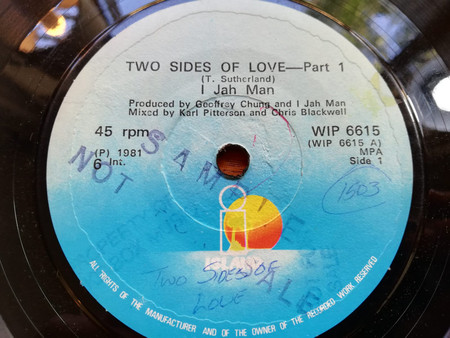 TWO SIDES OF LOVE—Part 1
(T. Sutherland)
I Jah Man
Produced by Geoffrey Chung and I Jah Man
Mixed by Karl Pitterson and Chris Blackwell
45 rpm
WIP 6615
(P) 1981
(WIP 6615 A)
6 Int.
MPA
Side 1
NOT
1503
TWO SIDES OF
LOVE
ALL RIGHTS OF THE MANUFACTURER AND OF THE OWNER OF THE RECORDED WORK RESERVED